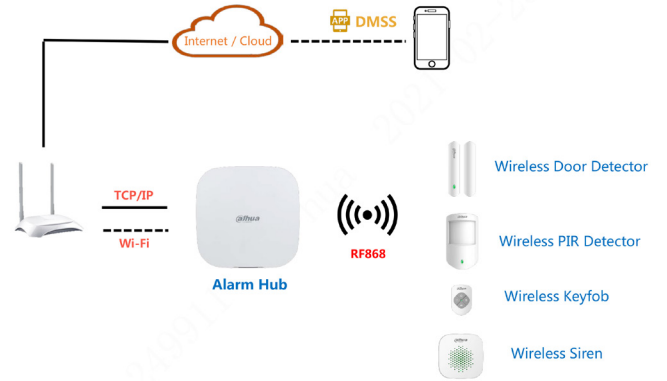 APP DMSS
Internet / Cloud
TCP/IP
Wi-Fi
alhua
Alarm Hub
RF868
Wireless Door Detector
Wireless PIR Detector
Wireless Keyfob
Wireless Siren